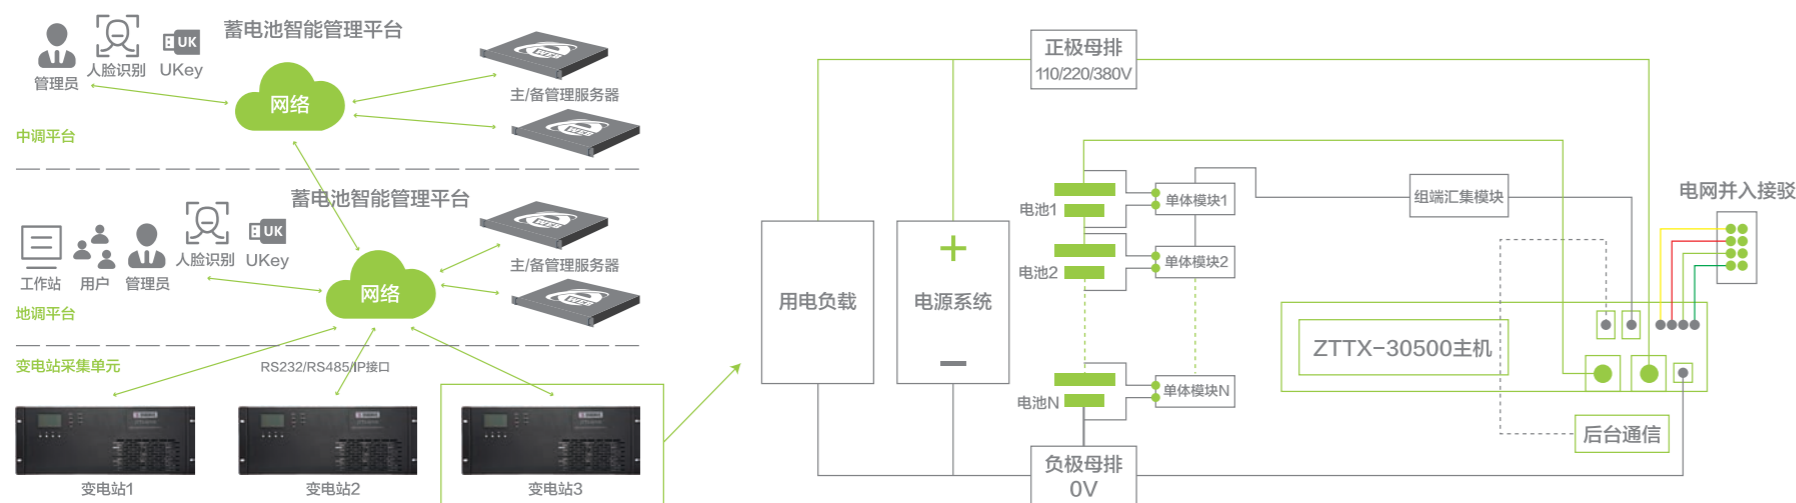 蓄电池智能管理平台
UK
管理员
人脸识别
UKey
网络
WEB
主/备管理服务器
WEB
中调平台
蓄电池智能管理平台
UK
工作站
用户
管理员
人脸识别
UKey
网络
WEB
主/备管理服务器
WEB
地调平台
变电站采集单元
RS232/RS485/IP接口
变电站1
变电站2
变电站3
正极母排
110/220/380V
用电负载
电源系统
电池1
单体模块1
电池2
单体模块2
电池N
单体模块N
负极母排
0V
组端汇集模块
电网并入接驳
ZTTX-30500主机
后台通信